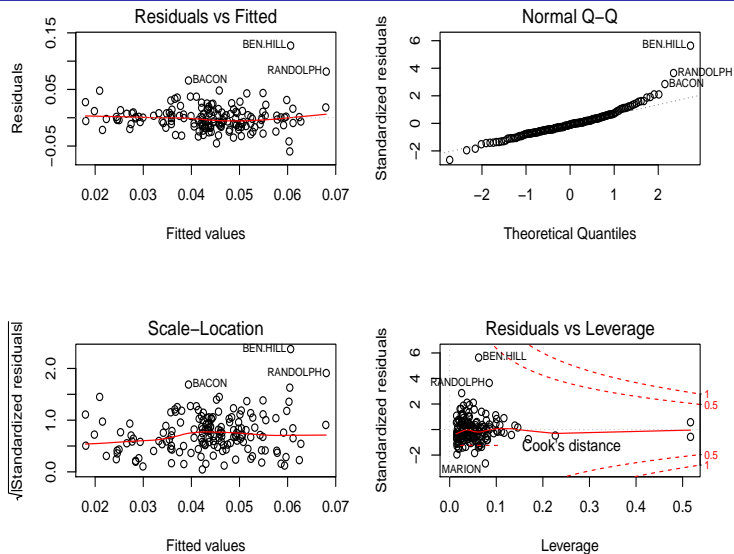 Residuals vs Fitted
Residuals
−0.05
0.05
0.15
BEN.HILL
RANDOLPH
BACON
0.02 0.03 0.04 0.05 0.06 0.07
Fitted values
Normal Q−Q
Standardized residuals
−2 0 2 4 6
BEN.HILL
RANDOLPH
BACON
−2 −1 0 1 2
Theoretical Quantiles
Scale−Location
√|Standardized residuals|
0.0 1.0 2.0
BEN.HILL
RANDOLPH
BACON
0.02 0.03 0.04 0.05 0.06 0.07
Fitted values
Residuals vs Leverage
Standardized residuals
−2 0 2 4 6
BEN.HILL
RANDOLPH
1
0.5
Cook's distance
0.5
1
MARION
0.0 0.1 0.2 0.3 0.4 0.5
Leverage